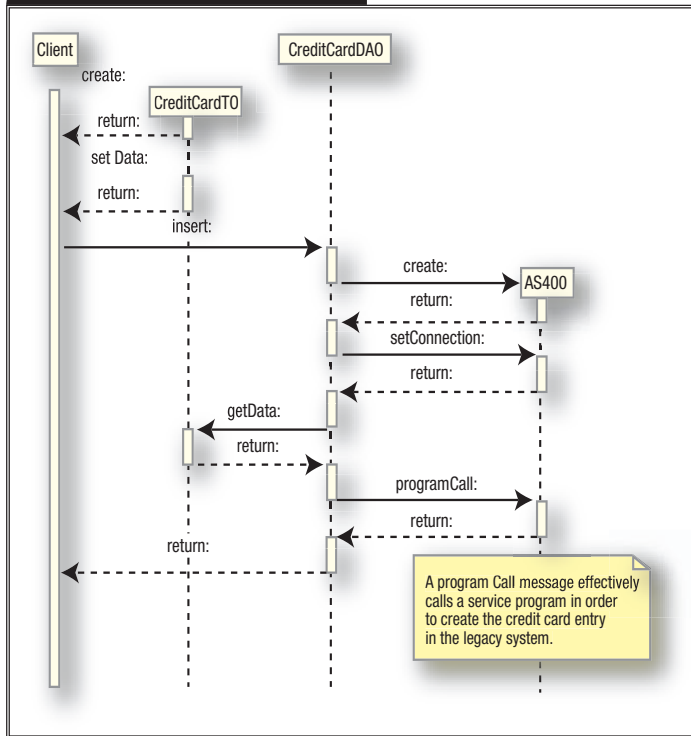 Client
CreditCardDAO
create:
CreditCardTO
return:
set Data:
return:
insert:
create:
AS400
return:
setConnection:
return:
getData:
return:
programCall:
return:
return:
A program Call message effectively
calls a service program in order
to create the credit card entry
in the legacy system.